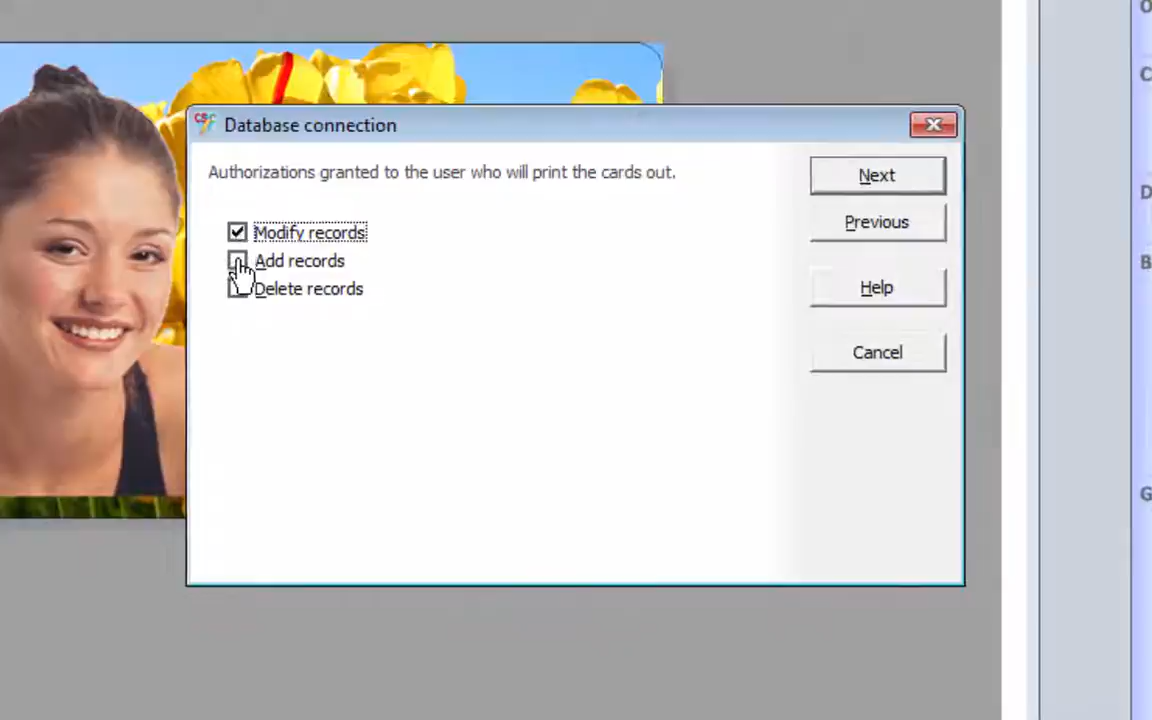 Database connection
Authorizations granted to the user who will print the cards out.
Modify records
Add records
Delete records
Next
Previous
Help
Cancel
C
D
B
G